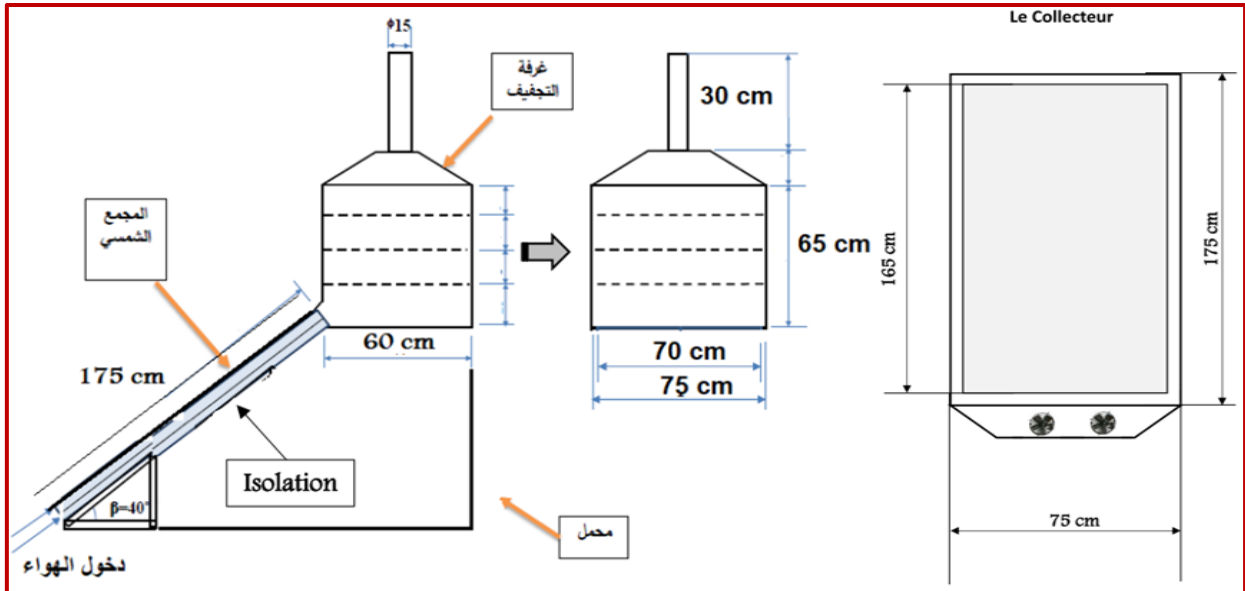 Le Collecteur
ϕ15
غرفة
التجفيف
30 cm
المجمع
الشمسي
65 cm
165 cm
175 cm
60 cm
70 cm
75 cm
175 cm
Isolation
β=40°
محمل
75 cm
دخول الهواء